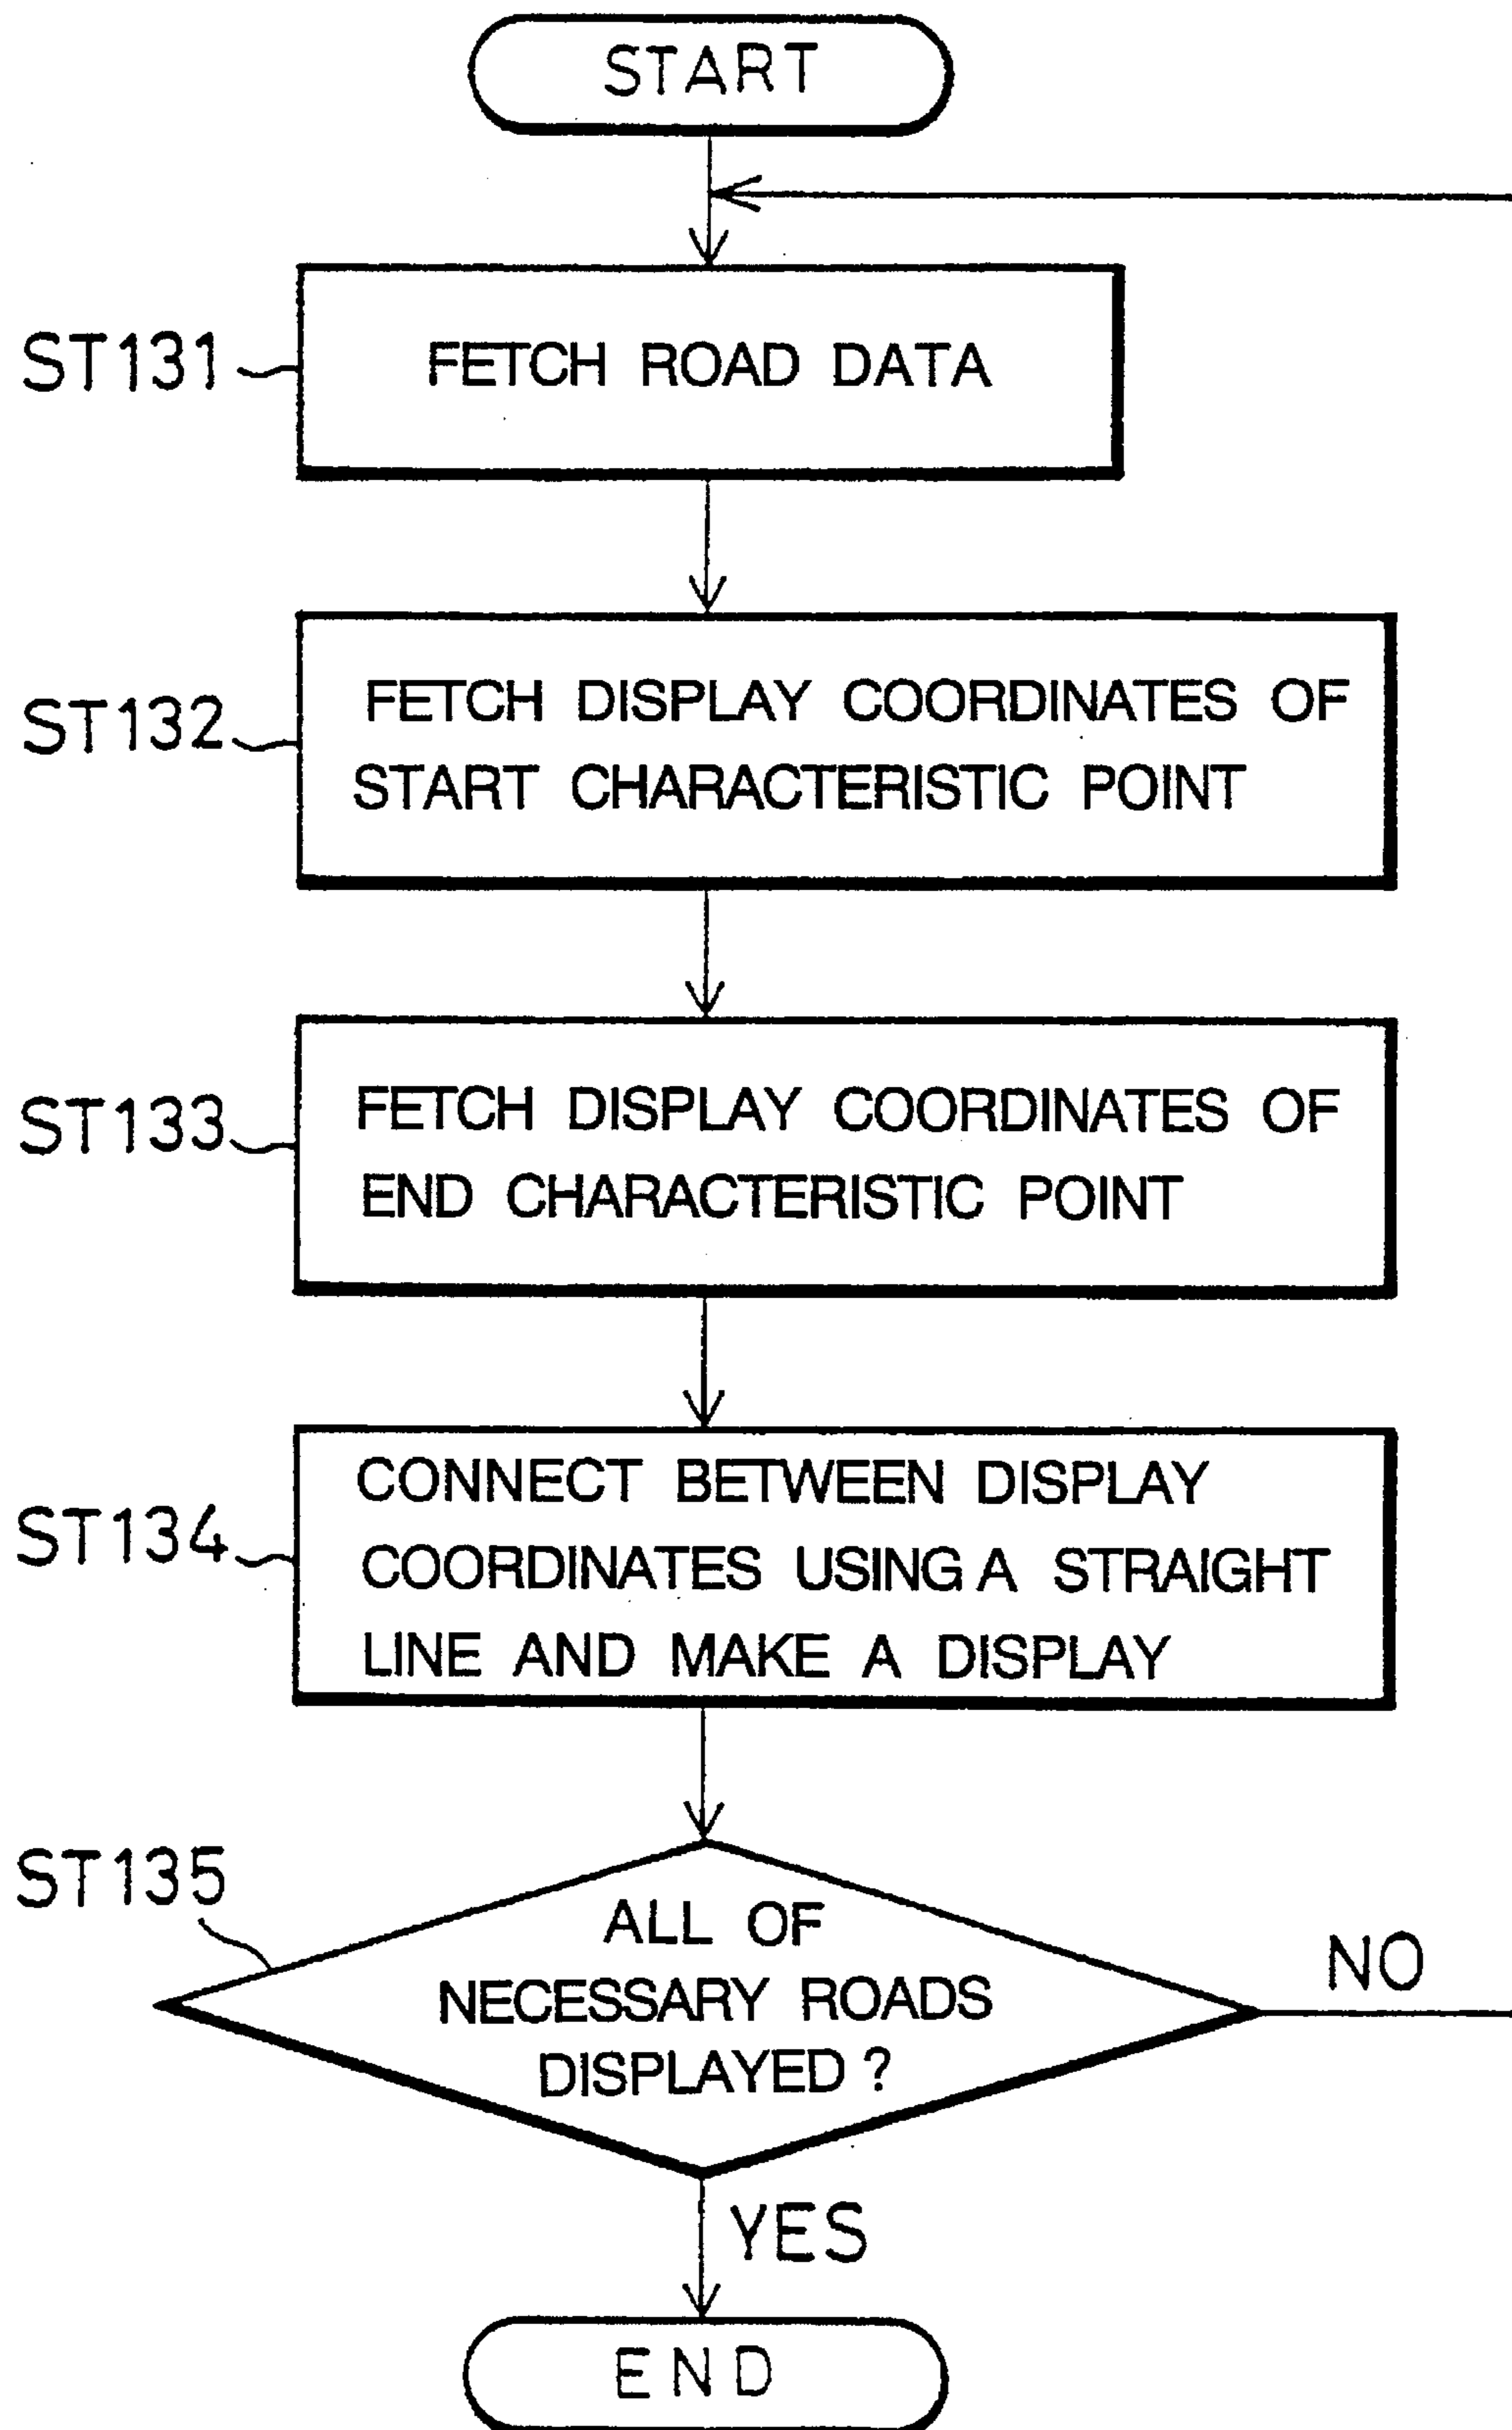 START
ST131
FETCH ROAD DATA
ST132
FETCH DISPLAY COORDINATES OF
START CHARACTERISTIC POINT
ST133
FETCH DISPLAY COORDINATES OF
END CHARACTERISTIC POINT
ST134
CONNECT BETWEEN DISPLAY
COORDINATES USING A STRAIGHT
LINE AND MAKE A DISPLAY
ST135
ALL OF
NECESSARY ROADS
DISPLAYED ?
NO
YES
END